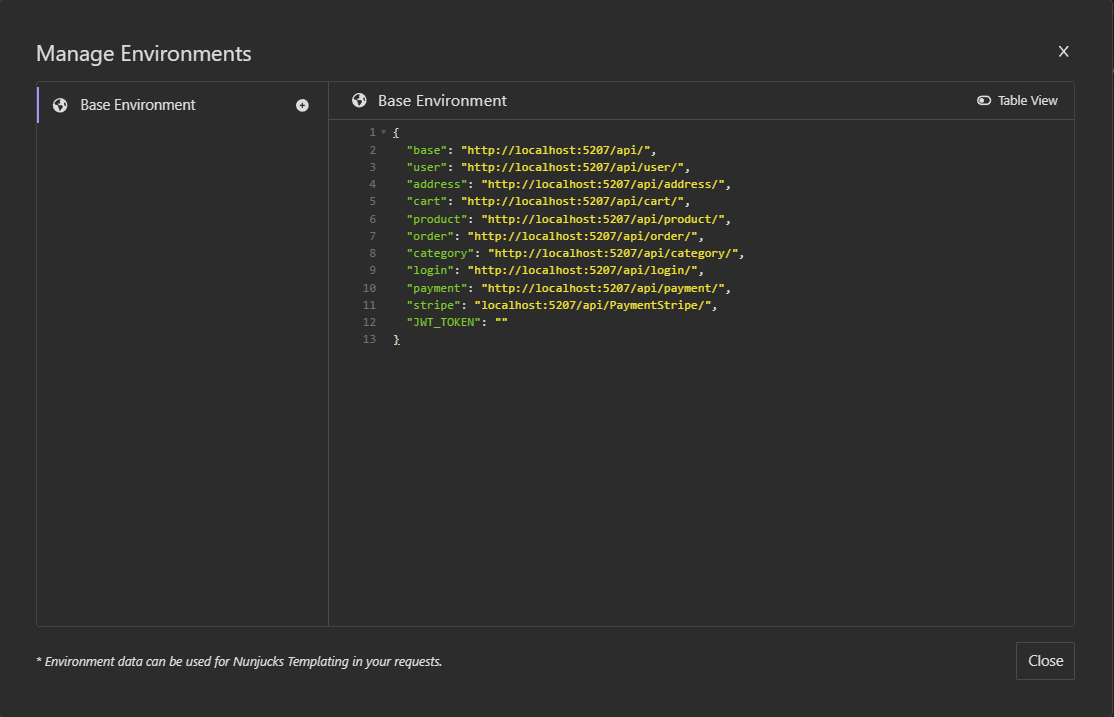 Manage Environments
X
Base Environment
Base Environment
Table View
1 {
2 "base": "http://localhost:5207/api/",
3 "user": "http://localhost:5207/api/user/",
4 "address": "http://localhost:5207/api/address/",
5 "cart": "http://localhost:5207/api/cart/",
6 "product": "http://localhost:5207/api/product/",
7 "order": "http://localhost:5207/api/order/",
8 "category": "http://localhost:5207/api/category/",
9 "login": "http://localhost:5207/api/login/",
10 "payment": "http://localhost:5207/api/payment/",
11 "stripe": "localhost:5207/api/PaymentStripe/",
12 "JWT_TOKEN": ""
13 }
* Environment data can be used for Nunjucks Templating in your requests.
Close